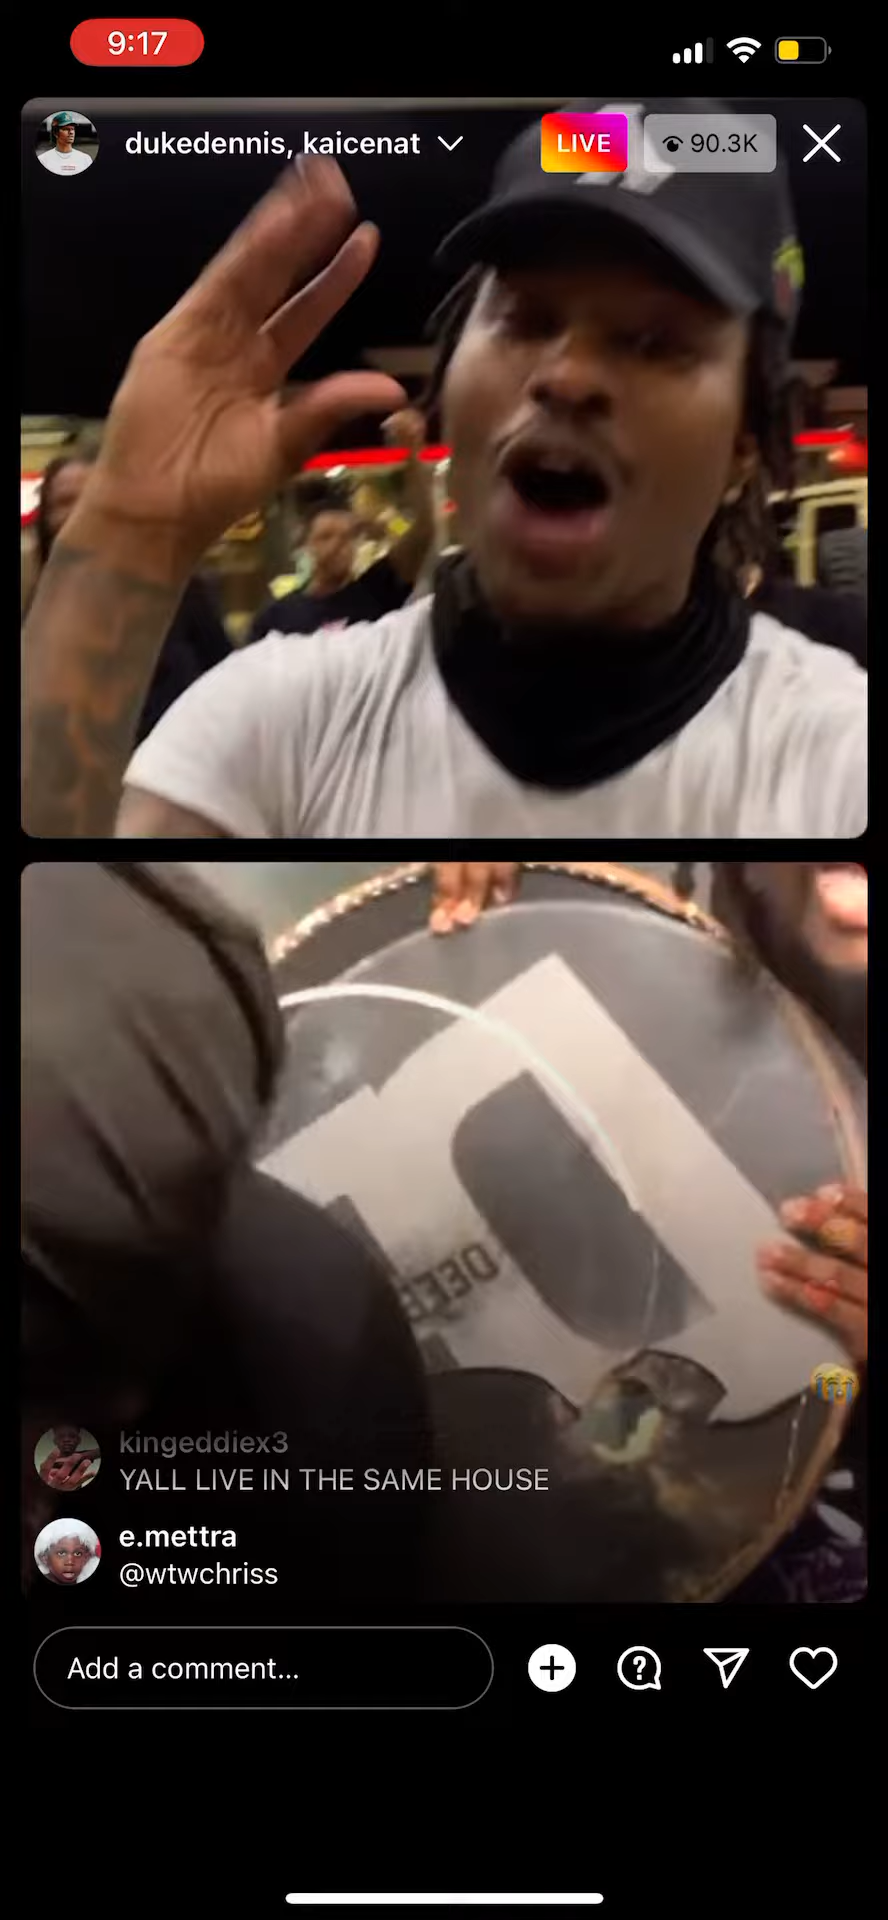 9:17
dukedennis, kaicenat
LIVE
90.3K
kingeddiex3
YALL LIVE IN THE SAME HOUSE
e.mettra
@wtwchriss
Add a comment...